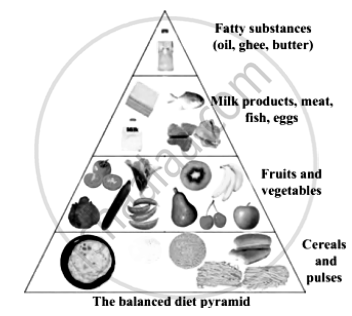 Fatty substances
(oil, ghee, butter)
Milk products, meat,
fish, eggs
Fruits and
vegetables
Cereals
and
pulses
The balanced diet pyramid